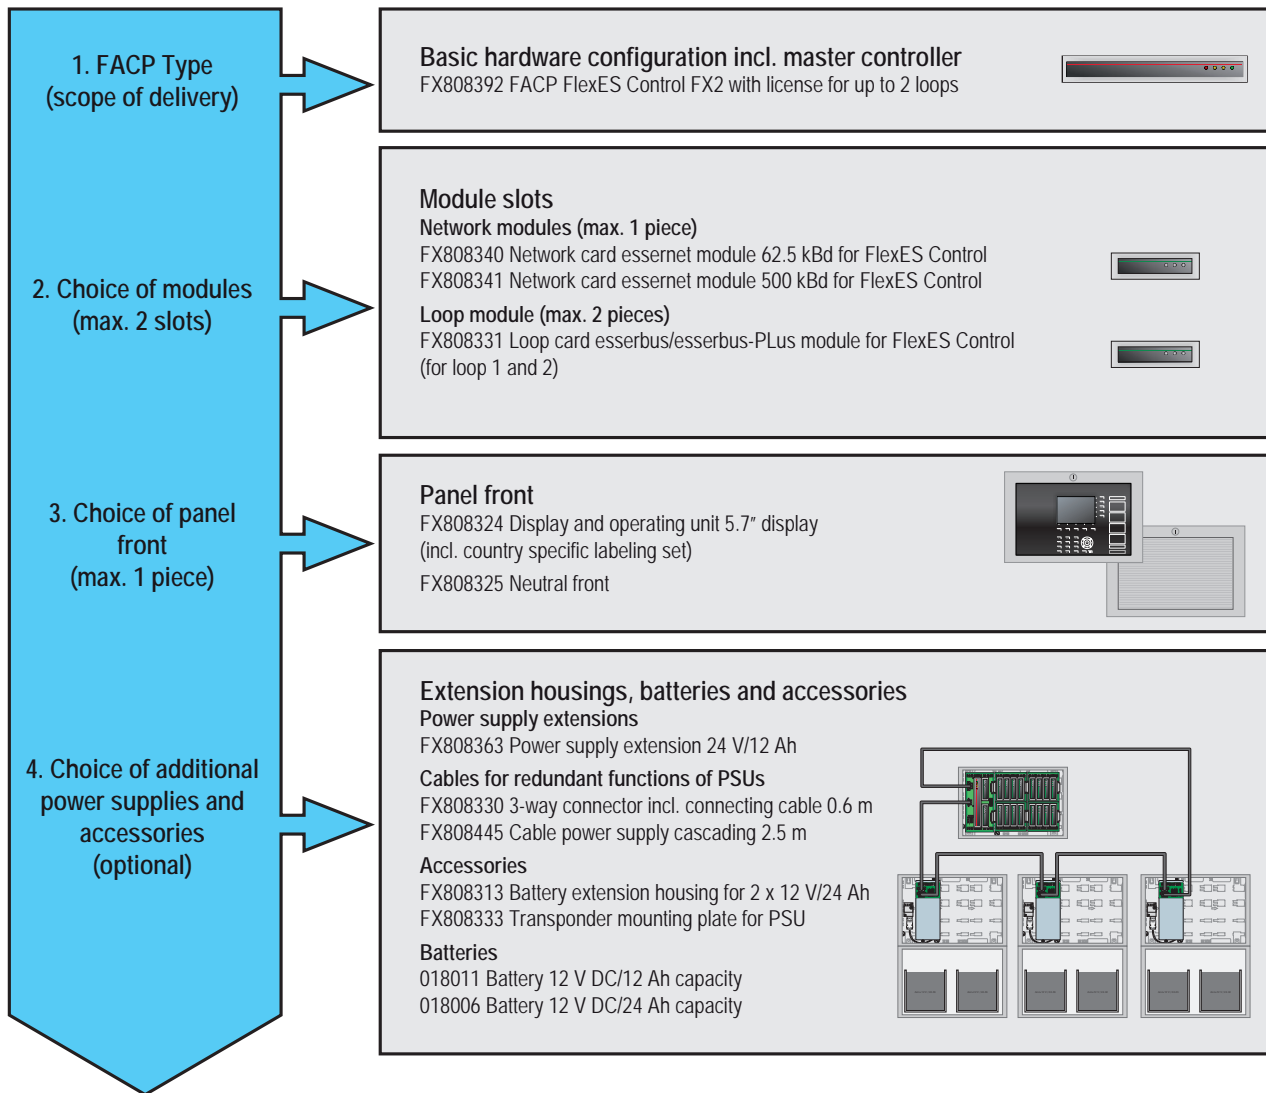 1. FACP Type
(scope of delivery)
Basic hardware configuration incl. master controller
FX808392 FACP FlexES Control FX2 with license for up to 2 loops
2. Choice of modules
(max. 2 slots)
Module slots
Network modules (max. 1 piece)
FX808340 Network card essernet module 62.5 kBd for FlexES Control
FX808341 Network card essernet module 500 kBd for FlexES Control
Loop module (max. 2 pieces)
FX808331 Loop card esserbus/esserbus-PLus module for FlexES Control
(for loop 1 and 2)
3. Choice of panel
front
(max. 1 piece)
Panel front
FX808324 Display and operating unit 5.7″ display
(incl. country specific labeling set)
FX808325 Neutral front
4. Choice of additional
power supplies and
accessories
(optional)
Extension housings, batteries and accessories
Power supply extensions
FX808363 Power supply extension 24 V/12 Ah
Cables for redundant functions of PSUs
FX808330 3-way connector incl. connecting cable 0.6 m
FX808445 Cable power supply cascading 2.5 m
Accessories
FX808313 Battery extension housing for 2 x 12 V/24 Ah
FX808333 Transponder mounting plate for PSU
Batteries
018011 Battery 12 V DC/12 Ah capacity
018006 Battery 12 V DC/24 Ah capacity